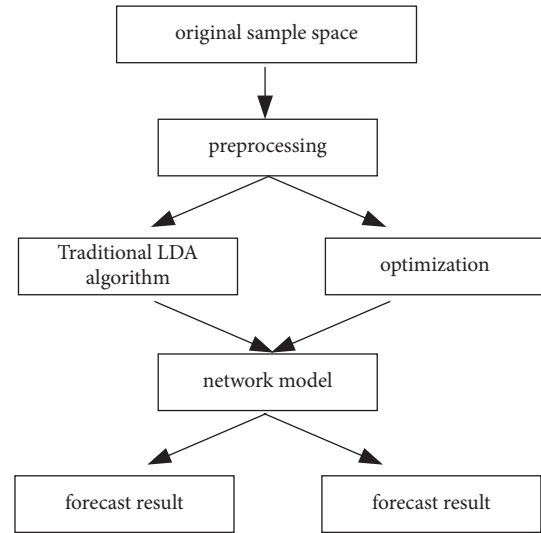 original sample space
preprocessing
Traditional LDA
algorithm
optimization
network model
forecast result
forecast result